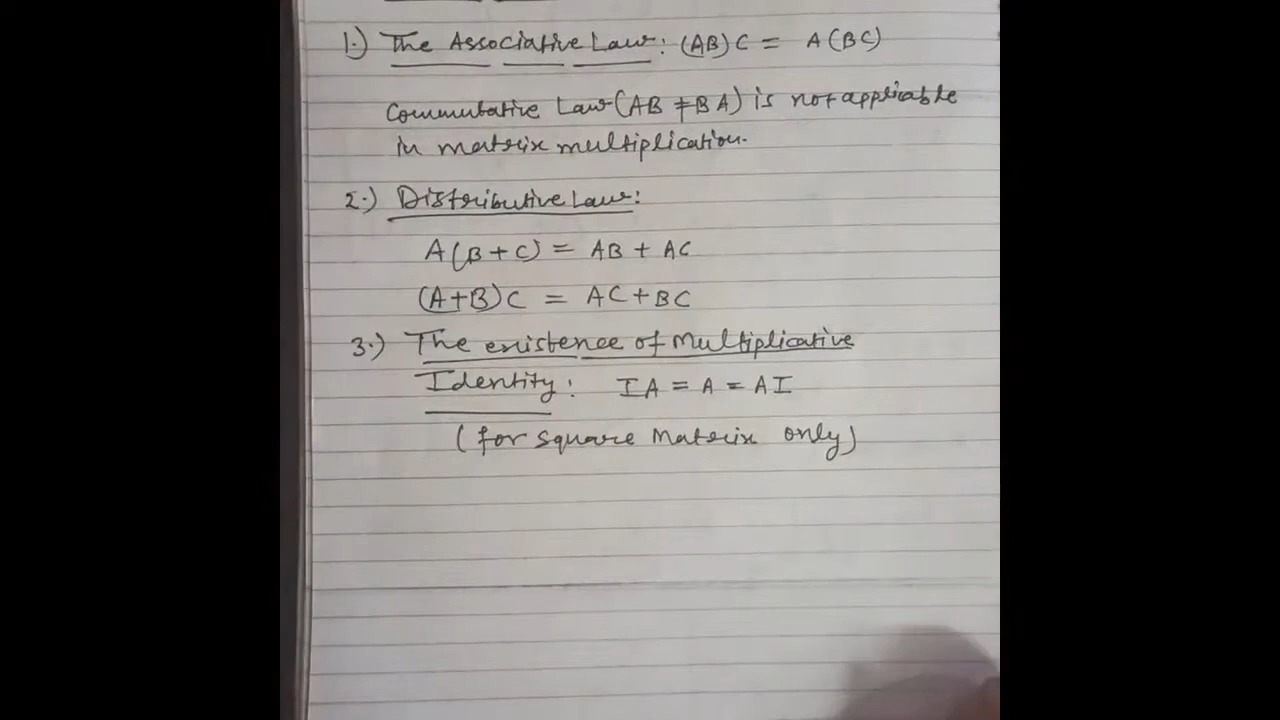 1.) The Associative Law: (AB)C = A(BC)
Commutative Law (AB ≠ BA) is not applicable
in matrix multiplication.
2.) Distributive Law:
A(B+C) = AB + AC
(A+B)C = AC + BC
3.) The existence of Multiplicative
Identity: IA = A = AI
(for square Matrix only)